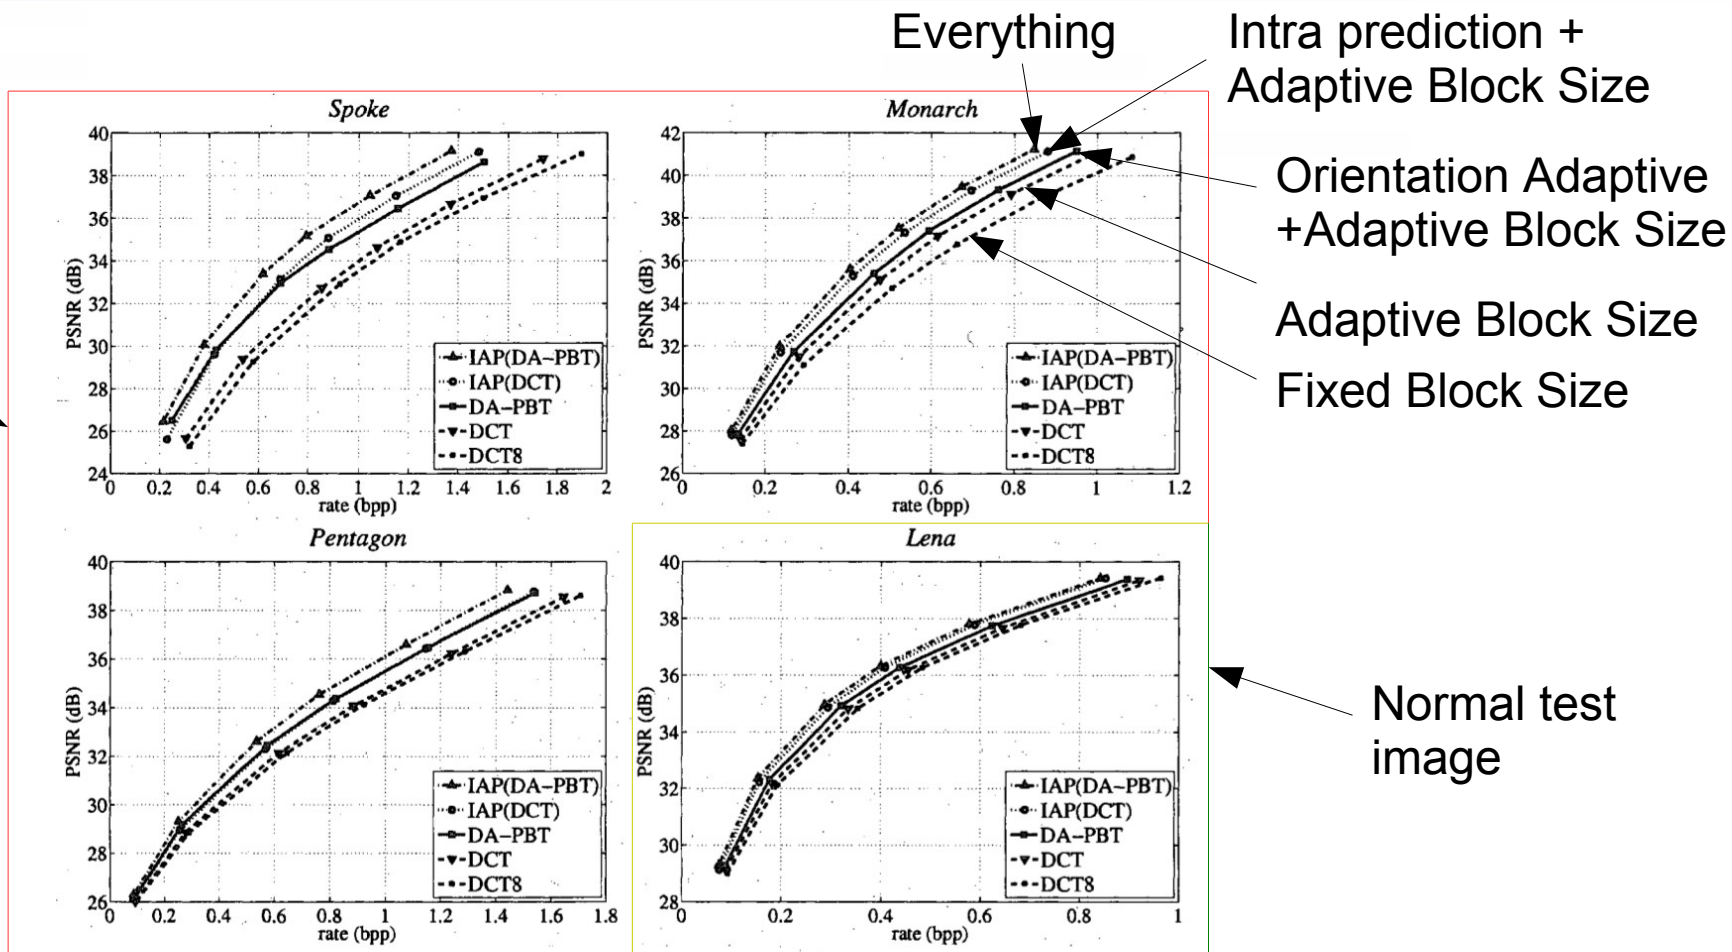 Everything
Intra prediction +
Adaptive Block Size
Orientation Adaptive
+Adaptive Block Size
Adaptive Block Size
Fixed Block Size
Normal test
image
Spoke
40
38
36
34
32
30
28
26
24
PSNR (dB)
IAP(DA-PBT)
IAP(DCT)
DA-PBT
DCT
DCT8
0 0.2 0.4 0.6 0.8 1 1.2 1.4 1.6 1.8 2
rate (bpp)
Monarch
42
40
38
36
34
32
30
28
26
PSNR (dB)
IAP(DA-PBT)
IAP(DCT)
DA-PBT
DCT
DCT8
0 0.2 0.4 0.6 0.8 1 1.2
rate (bpp)
Pentagon
40
38
36
34
32
30
28
26
PSNR (dB)
IAP(DA-PBT)
IAP(DCT)
DA-PBT
DCT
DCT8
0 0.2 0.4 0.6 0.8 1 1.2 1.4 1.6 1.8
rate (bpp)
Lena
40
38
36
34
32
30
28
PSNR (dB)
IAP(DA-PBT)
IAP(DCT)
DA-PBT
DCT
DCT8
0 0.2 0.4 0.6 0.8 1
rate (bpp)